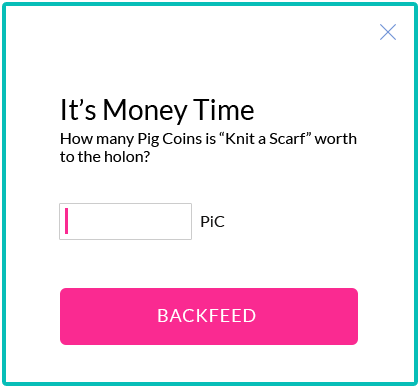 It’s Money Time
How many Pig Coins is “Knit a Scarf” worth
to the holon?
PiC
BACKFEED